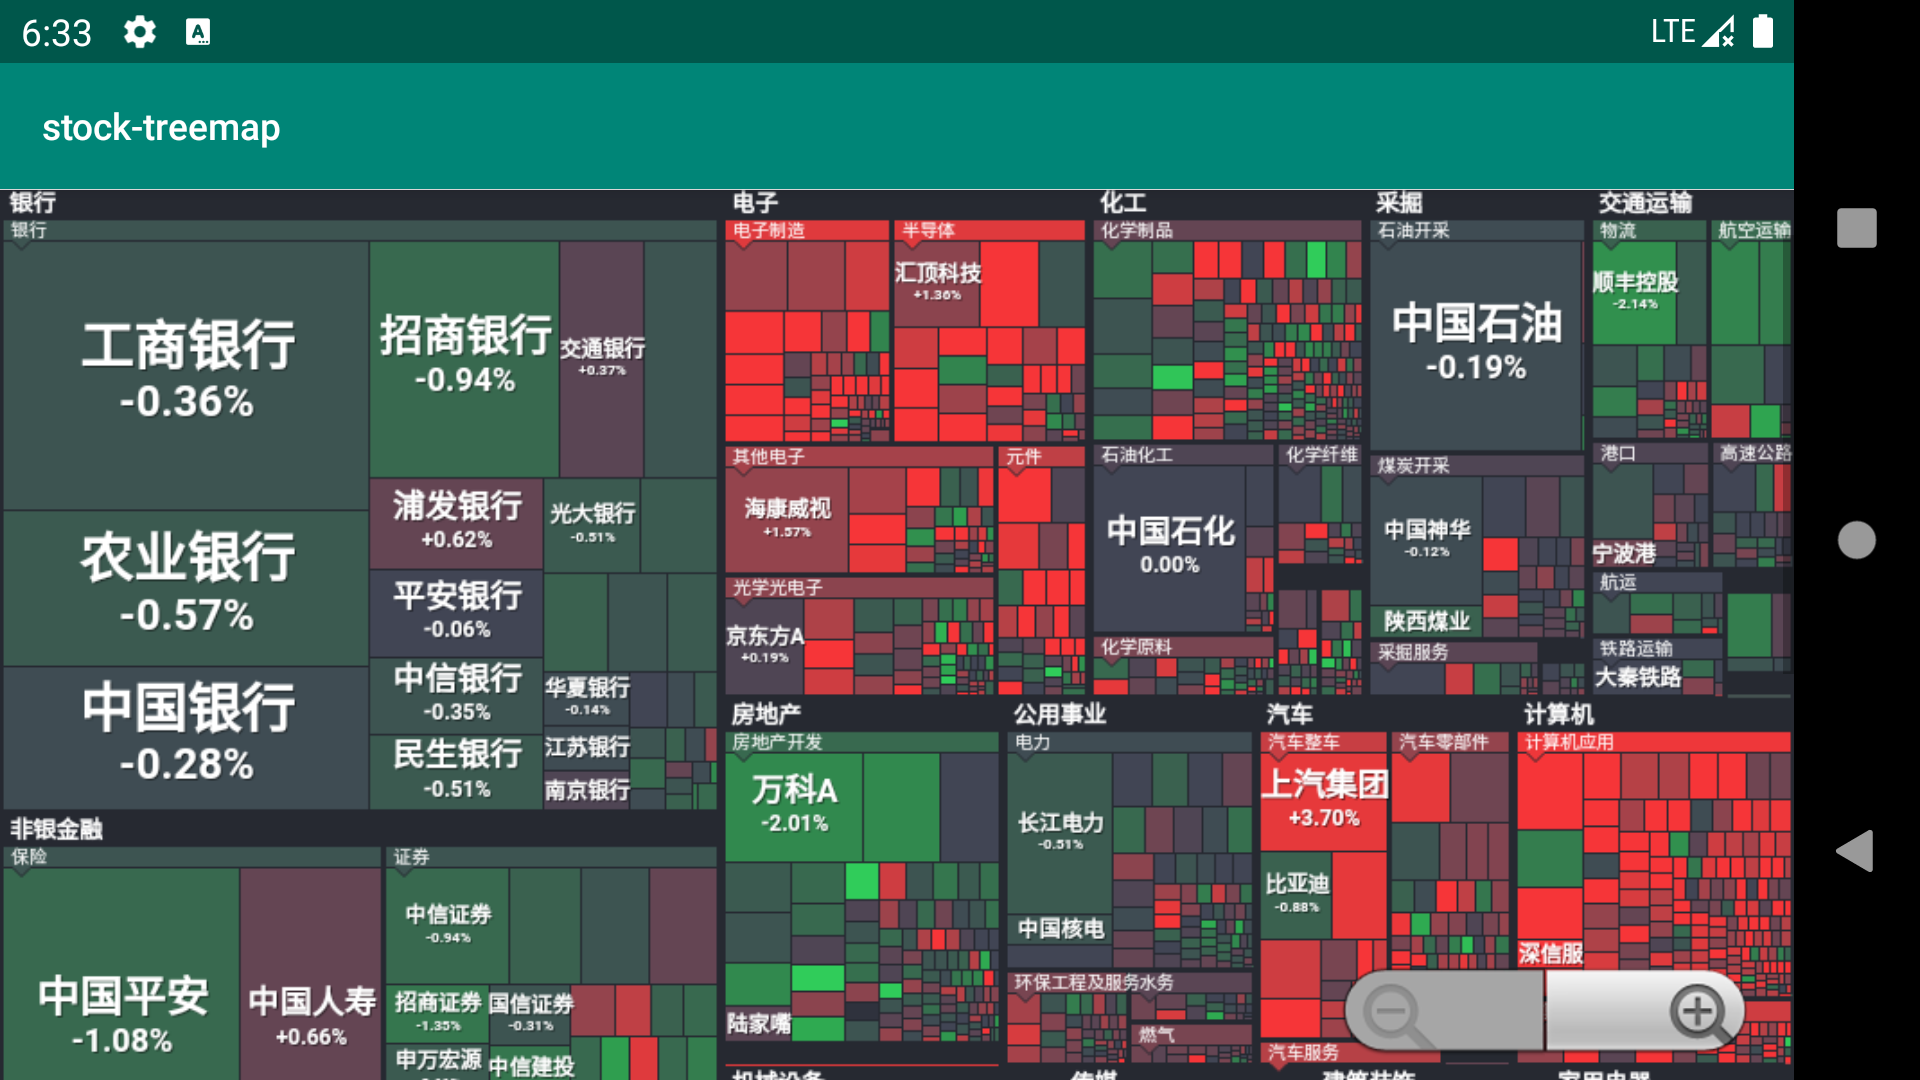 6:33
LTE
stock-treemap
银行
银行
工商银行
-0.36%
招商银行
-0.94%
交通银行
+0.37%
农业银行
-0.57%
浦发银行
+0.62%
光大银行
-0.51%
平安银行
-0.06%
中国银行
-0.28%
中信银行
-0.35%
华夏银行
-0.14%
民生银行
-0.51%
江苏银行
南京银行
非银金融
保险
中国平安
-1.08%
中国人寿
+0.66%
证券
中信证券
-0.94%
招商证券
-1.35%
国信证券
-0.31%
申万宏源
中信建投
电子
电子制造
半导体
汇顶科技
+1.36%
其他电子
海康威视
+1.57%
元件
光学光电子
京东方A
+0.19%
化工
化学制品
石油化工
中国石化
0.00%
化学纤维
化学原料
采掘
石油开采
中国石油
-0.19%
煤炭开采
中国神华
-0.12%
陕西煤业
采掘服务
交通运输
物流
顺丰控股
-2.14%
航空运输
港口
宁波港
高速公路
航运
铁路运输
大秦铁路
房地产
房地产开发
万科A
-2.01%
陆家嘴
公用事业
电力
长江电力
-0.51%
中国核电
环保工程及服务水务
燃气
汽车
汽车整车
上汽集团
+3.70%
比亚迪
-0.88%
汽车零部件
汽车服务
计算机
计算机应用
深信服
机械设备
传媒
建筑装饰
家用电器